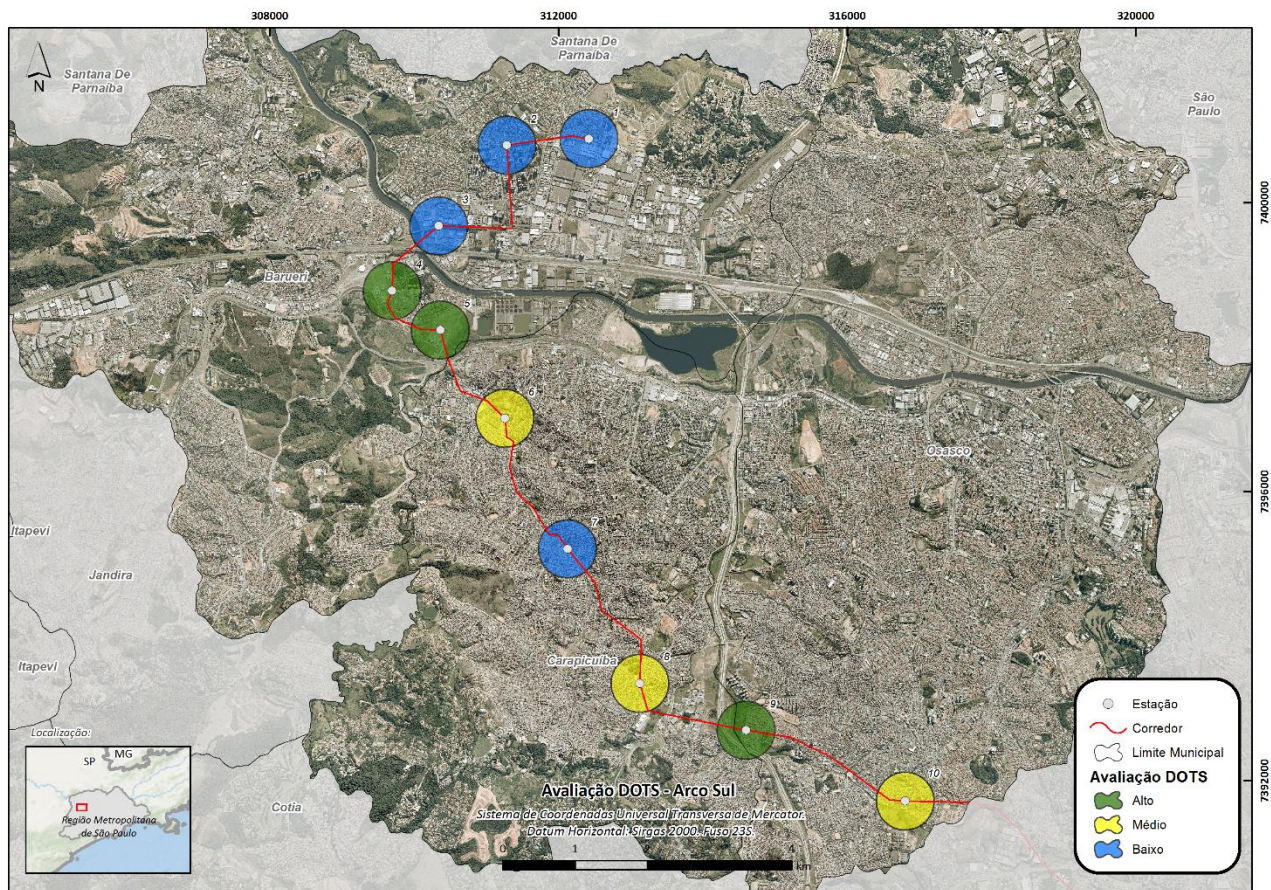 308000
312000
316000
320000
N
Santana De
Parnaíba
Santana De
Parnaíba
São
Paulo
2
1
3
7400000
Barueri
4
5
6
Osasco
7396000
7
Itapevi
Jandira
Itapevi
Carapicuíba
8
9
10
7392000
Cotia
Localização:
SP
MG
Região Metropolitana
de São Paulo
Avaliação DOTS - Arco Sul
Sistema de Coordenadas Universal Transversa de Mercator.
Datum Horizontal: Sirgas 2000. Fuso 23S.
0
1
2
4
km
Estação
Corredor
Limite Municipal
Avaliação DOTS
Alto
Médio
Baixo